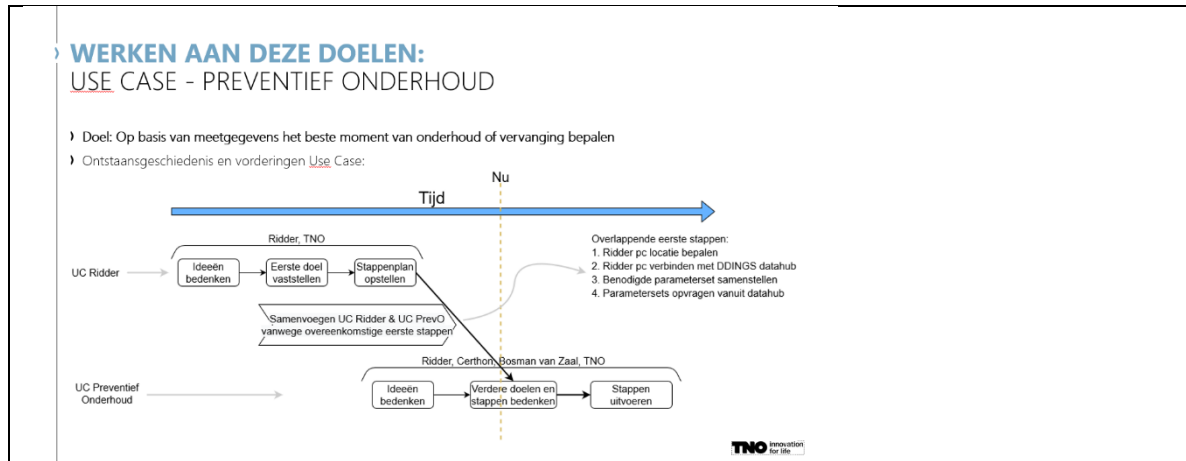 WERKEN AAN DEZE DOELEN:
USE CASE - PREVENTIEF ONDERHOUD
Doel: Op basis van meetgegevens het beste moment van onderhoud of vervanging bepalen
Ontstaansgeschiedenis en vorderingen Use Case:
Nu
Tijd
Ridder, TNO
UC Ridder
Ideeën
bedenken
Eerste doel
vaststellen
Stappenplan
opstellen
Overlappende eerste stappen:
1. Ridder pc locatie bepalen
2. Ridder pc verbinden met DDINGS datahub
3. Benodigde parameterset samenstellen
4. Parametersets opvragen vanuit datahub
Samenvoegen UC Ridder & UC PrevO
vanwege overeenkomstige eerste stappen
Ridder, Certhon, Bosman van Zaal, TNO
UC Preventief
Onderhoud
Ideeën
bedenken
Verdere doelen en
stappen bedenken
Stappen
uitvoeren
TNO innovation
for life